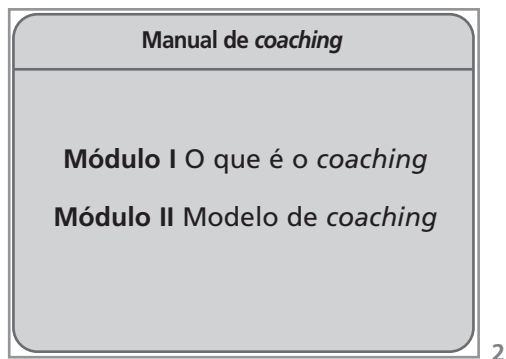 Manual de coaching
Módulo I O que é o coaching
Módulo II Modelo de coaching
2